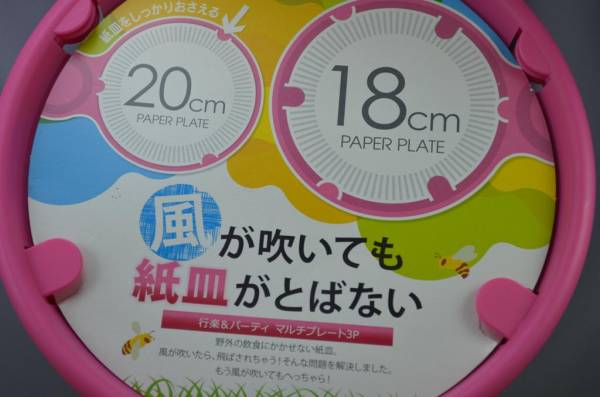 紙皿をしっかりおさえる
20cm
PAPER PLATE
18cm
PAPER PLATE
風が吹いても
紙皿がとばない
行楽&パーティ マルチプレート3P
野外の飲食にかかせない紙皿。
風が吹いたら、飛ばされちゃう!そんな問題を解決しました。
もう風が吹いてもへっちゃら!